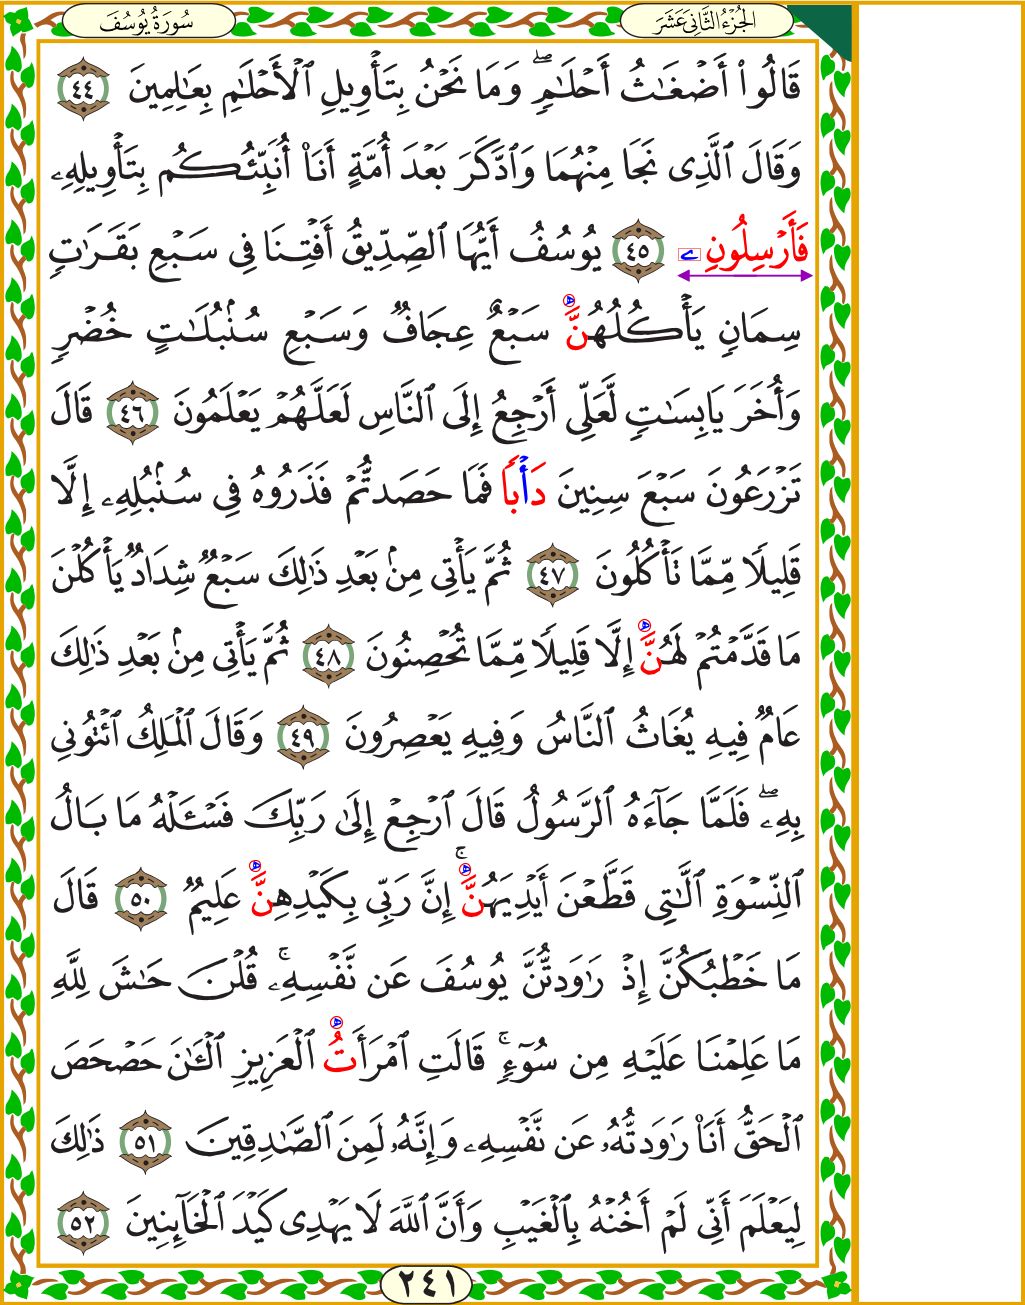 الجُزْءُ الثَّانِىَ عَشَرَ
سُورَةُ يُوسُفَ
قَالُوٓا۟ أَضْغَٰثُ أَحْلَٰمٍۖ وَمَا نَحْنُ بِتَأْوِيلِ ٱلْأَحْلَٰمِ بِعَٰلِمِينَ ٤٤
وَقَالَ ٱلَّذِى نَجَا مِنْهُمَا وَٱدَّكَرَ بَعْدَ أُمَّةٍ أَنَا۠ أُنَبِّئُكُم بِتَأْوِيلِهِۦ
فَأَرْسِلُونِۦ ٤٥ يُوسُفُ أَيُّهَا ٱلصِّدِّيقُ أَفْتِنَا فِى سَبْعِ بَقَرَٰتٍ
سِمَانٍ يَأْكُلُهُنَّ سَبْعٌ عِجَافٌ وَسَبْعِ سُنۢبُلَٰتٍ خُضْرٍ
وَأُخَرَ يَابِسَٰتٍ لَّعَلِّى أَرْجِعُ إِلَى ٱلنَّاسِ لَعَلَّهُمْ يَعْلَمُونَ ٤٦ قَالَ
تَزْرَعُونَ سَبْعَ سِنِينَ دَأْبًا فَمَا حَصَدتُّمْ فَذَرُوهُ فِى سُنۢبُلِهِۦ إِلَّا
قَلِيلًا مِّمَّا تَأْكُلُونَ ٤٧ ثُمَّ يَأْتِى مِنۢ بَعْدِ ذَٰلِكَ سَبْعٌ شِدَادٌ يَأْكُلْنَ
مَا قَدَّمْتُمْ لَهُنَّ إِلَّا قَلِيلًا مِّمَّا تُحْصِنُونَ ٤٨ ثُمَّ يَأْتِى مِنۢ بَعْدِ ذَٰلِكَ
عَامٌ فِيهِ يُغَاثُ ٱلنَّاسُ وَفِيهِ يَعْصِرُونَ ٤٩ وَقَالَ ٱلْمَلِكُ ٱئْتُونِى
بِهِۦۖ فَلَمَّا جَآءَهُ ٱلرَّسُولُ قَالَ ٱرْجِعْ إِلَىٰ رَبِّكَ فَسْـَٔلْهُ مَا بَالُ
ٱلنِّسْوَةِ ٱلَّٰتِى قَطَّعْنَ أَيْدِيَهُنَّۚ إِنَّ رَبِّى بِكَيْدِهِنَّ عَلِيمٌ ٥٠ قَالَ
مَا خَطْبُكُنَّ إِذْ رَٰوَدتُّنَّ يُوسُفَ عَن نَّفْسِهِۦۚ قُلْنَ حَٰشَ لِلَّهِ
مَا عَلِمْنَا عَلَيْهِ مِن سُوٓءٍۚ قَالَتِ ٱمْرَأَتُ ٱلْعَزِيزِ ٱلْـَٰٔنَ حَصْحَصَ
ٱلْحَقُّ أَنَا۠ رَٰوَدتُّهُۥ عَن نَّفْسِهِۦ وَإِنَّهُۥ لَمِنَ ٱلصَّٰدِقِينَ ٥١ ذَٰلِكَ
لِيَعْلَمَ أَنِّى لَمْ أَخُنْهُ بِٱلْغَيْبِ وَأَنَّ ٱللَّهَ لَا يَهْدِى كَيْدَ ٱلْخَآئِنِينَ ٥٢
٢٤١